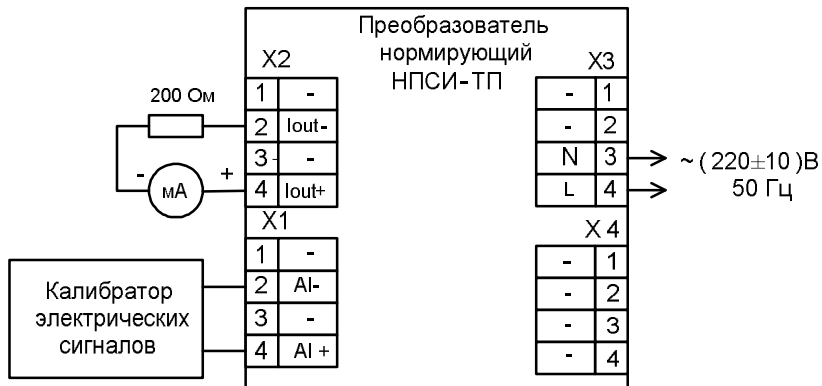 Преобразователь
нормирующий
НПСИ-ТП
X2
1 -
2 Iout-
3 -
4 Iout+
200 Ом
- мА +
X1
1 -
2 AI-
3 -
4 AI +
Калибратор
электрических
сигналов
X3
- 1
- 2
N 3
L 4
~ ( 220±10 )В
50 Гц
X 4
- 1
- 2
- 3
- 4